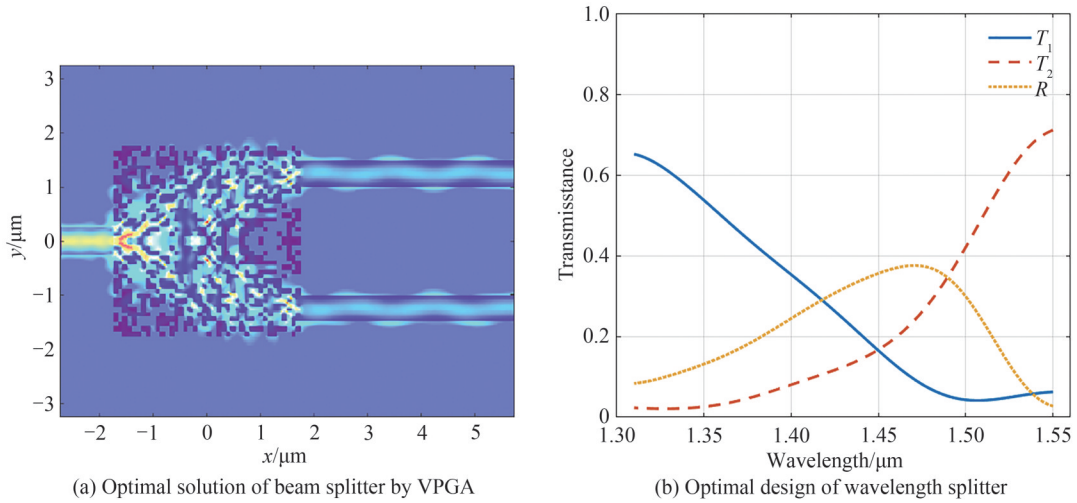 3
2
1
0
−1
−2
−3
y/μm
−2 −1 0 1 2 3 4 5
x/μm
(a) Optimal solution of beam splitter by VPGA
1.0
0.8
0.6
0.4
0.2
0
Transmisstance
T1
T2
R
1.30 1.35 1.40 1.45 1.50 1.55
Wavelength/μm
(b) Optimal design of wavelength splitter